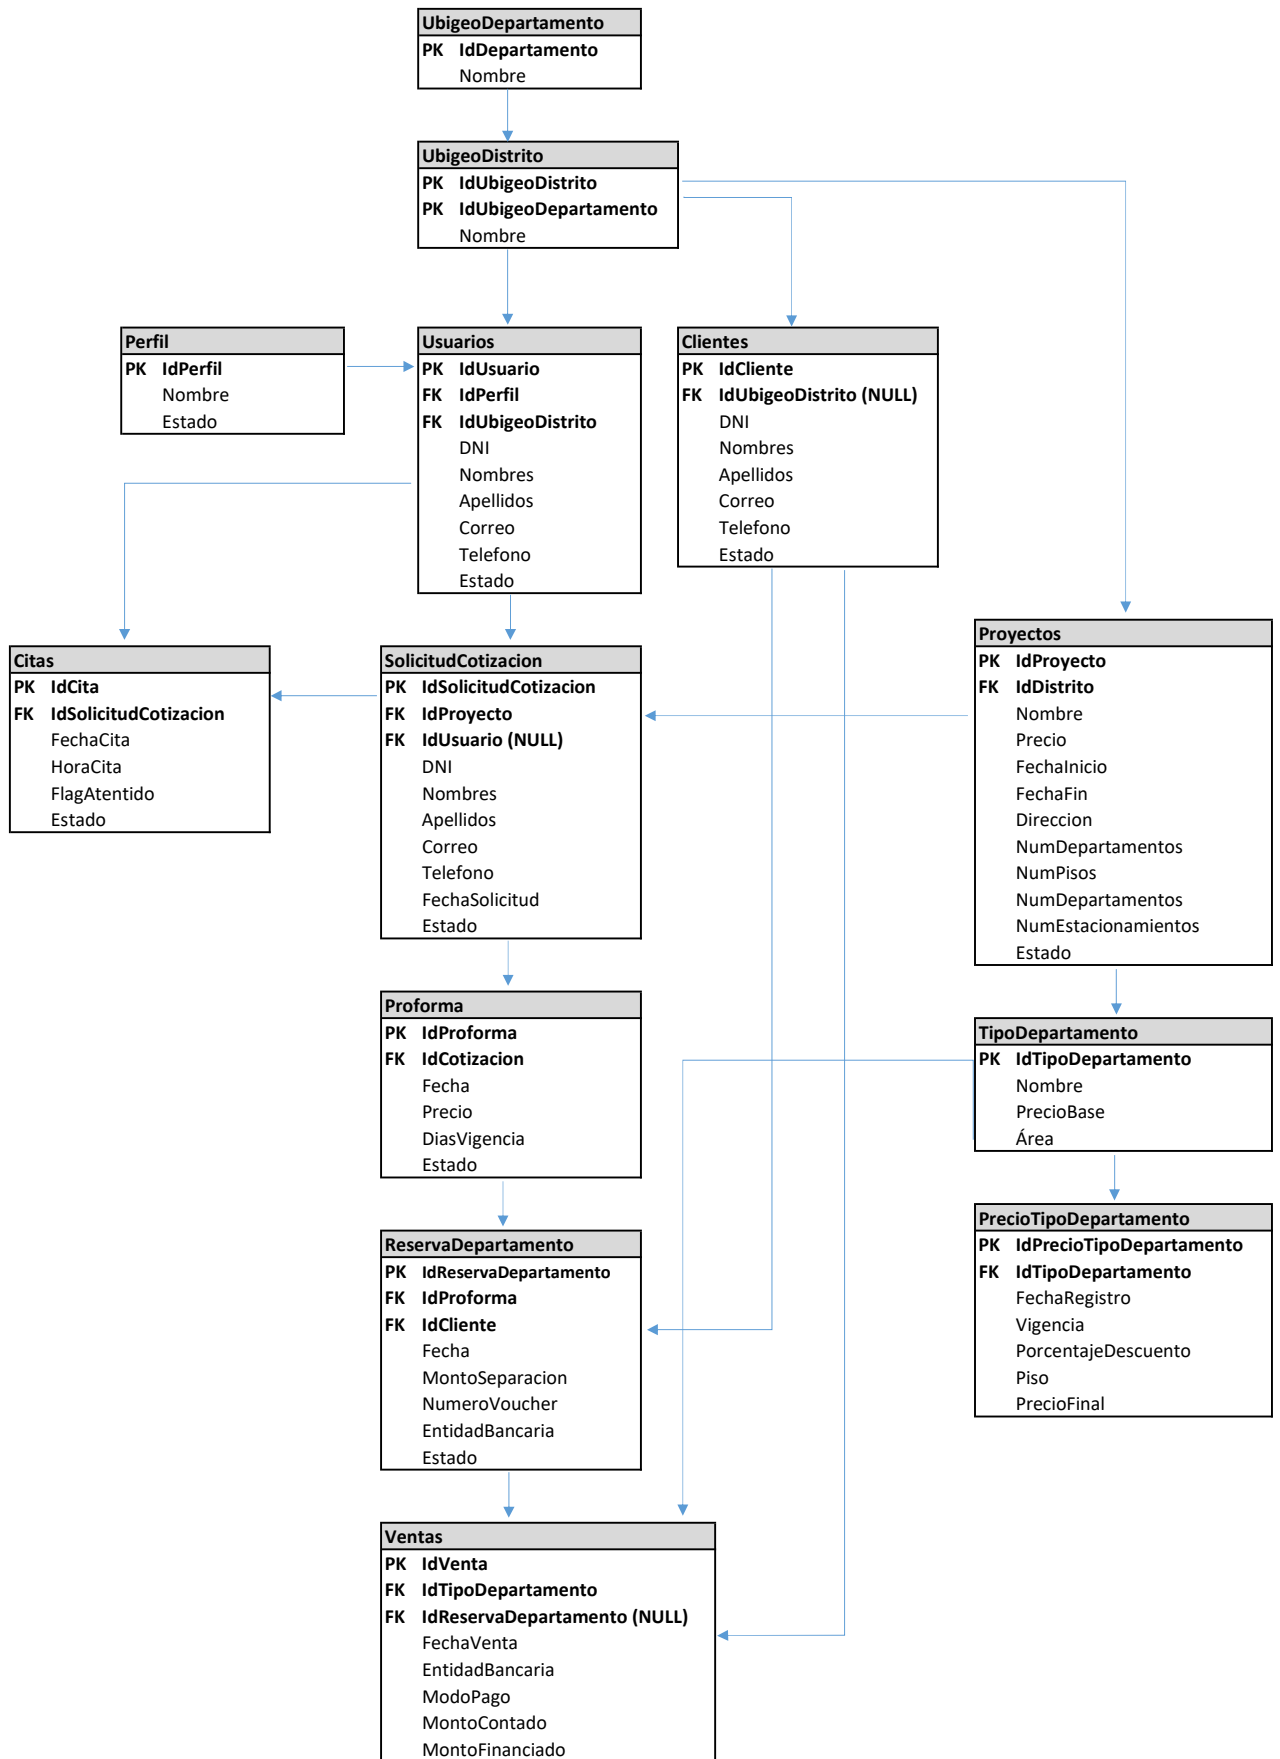 UbigeoDepartamento
PK IdDepartamento
Nombre
UbigeoDistrito
PK IdUbigeoDistrito
PK IdUbigeoDepartamento
Nombre
Perfil
PK IdPerfil
Nombre
Estado
Usuarios
PK IdUsuario
FK IdPerfil
FK IdUbigeoDistrito
DNI
Nombres
Apellidos
Correo
Telefono
Estado
Clientes
PK IdCliente
FK IdUbigeoDistrito (NULL)
DNI
Nombres
Apellidos
Correo
Telefono
Estado
Citas
PK IdCita
FK IdSolicitudCotizacion
FechaCita
HoraCita
FlagAtentido
Estado
SolicitudCotizacion
PK IdSolicitudCotizacion
FK IdProyecto
FK IdUsuario (NULL)
DNI
Nombres
Apellidos
Correo
Telefono
FechaSolicitud
Estado
Proyectos
PK IdProyecto
FK IdDistrito
Nombre
Precio
FechaInicio
FechaFin
Direccion
NumDepartamentos
NumPisos
NumDepartamentos
NumEstacionamientos
Estado
Proforma
PK IdProforma
FK IdCotizacion
Fecha
Precio
DiasVigencia
Estado
TipoDepartamento
PK IdTipoDepartamento
Nombre
PrecioBase
Área
ReservaDepartamento
PK IdReservaDepartamento
FK IdProforma
FK IdCliente
Fecha
MontoSeparacion
NumeroVoucher
EntidadBancaria
Estado
PrecioTipoDepartamento
PK IdPrecioTipoDepartamento
FK IdTipoDepartamento
FechaRegistro
Vigencia
PorcentajeDescuento
Piso
PrecioFinal
Ventas
PK IdVenta
FK IdTipoDepartamento
FK IdReservaDepartamento (NULL)
FechaVenta
EntidadBancaria
ModoPago
MontoContado
MontoFinanciado